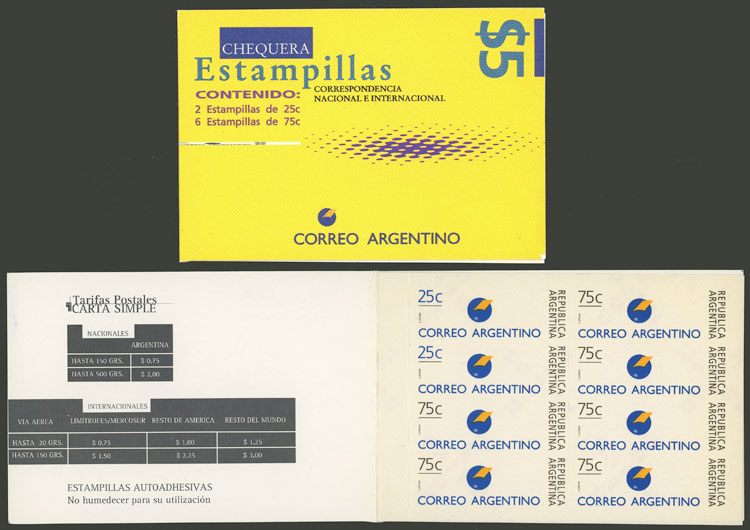 CHEQUERA
Estampillas
CORRESPONDENCIA
NACIONAL E INTERNACIONAL
CONTENIDO:
2 Estampillas de 25c
6 Estampillas de 75c
$5
CORREO ARGENTINO
Tarifas Postales
CARTA SIMPLE
NACIONALES
ARGENTINA
HASTA 150 GRS. $ 0,75
HASTA 500 GRS. $ 2,00
INTERNACIONALES
VIA AEREA LIMITROFES/MERCOSUR RESTO DE AMERICA RESTO DEL MUNDO
HASTA 20 GRS. $ 0,75 $ 1,00 $ 1,25
HASTA 150 GRS. $ 1,50 $ 2,25 $ 3,00
ESTAMPILLAS AUTOADHESIVAS
No humedecer para su utilización
25c
CORREO ARGENTINO
REPUBLICA
ARGENTINA
75c
CORREO ARGENTINO
REPUBLICA
ARGENTINA
25c
CORREO ARGENTINO
REPUBLICA
ARGENTINA
75c
CORREO ARGENTINO
REPUBLICA
ARGENTINA
75c
CORREO ARGENTINO
REPUBLICA
ARGENTINA
75c
CORREO ARGENTINO
REPUBLICA
ARGENTINA
75c
CORREO ARGENTINO
REPUBLICA
ARGENTINA
75c
CORREO ARGENTINO
REPUBLICA
ARGENTINA